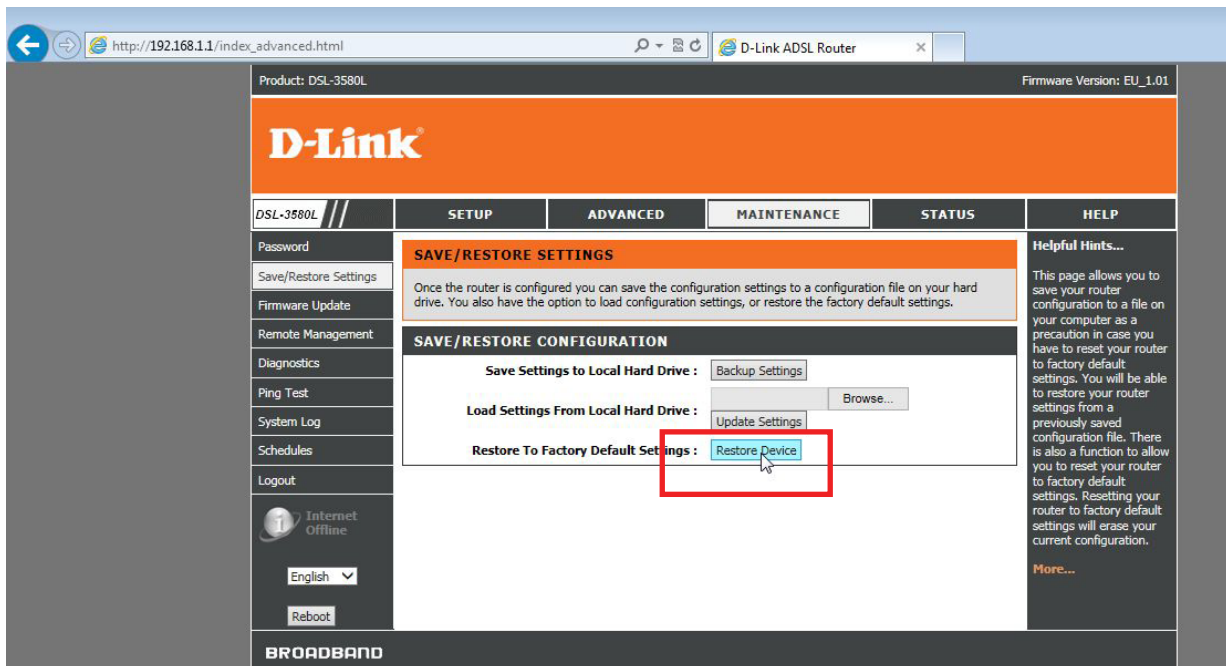 http://192.168.1.1/index_advanced.html
D-Link ADSL Router
Product: DSL-3580L
Firmware Version: EU_1.01
D-Link®
DSL-3580L
SETUP
ADVANCED
MAINTENANCE
STATUS
HELP
Password
Save/Restore Settings
Firmware Update
Remote Management
Diagnostics
Ping Test
System Log
Schedules
Logout
Internet
Offline
English
Reboot
SAVE/RESTORE SETTINGS
Once the router is configured you can save the configuration settings to a configuration file on your hard
drive. You also have the option to load configuration settings, or restore the factory default settings.
SAVE/RESTORE CONFIGURATION
Save Settings to Local Hard Drive : Backup Settings
Browse...
Load Settings From Local Hard Drive :
Update Settings
Restore To Factory Default Settings : Restore Device
Helpful Hints...
This page allows you to
save your router
configuration to a file on
your computer as a
precaution in case you
have to reset your router
to factory default
settings. You will be able
to restore your router
settings from a
previously saved
configuration file. There
is also a function to allow
you to reset your router
to factory default
settings. Resetting your
router to factory default
settings will erase your
current configuration.
More...
BROADBAND